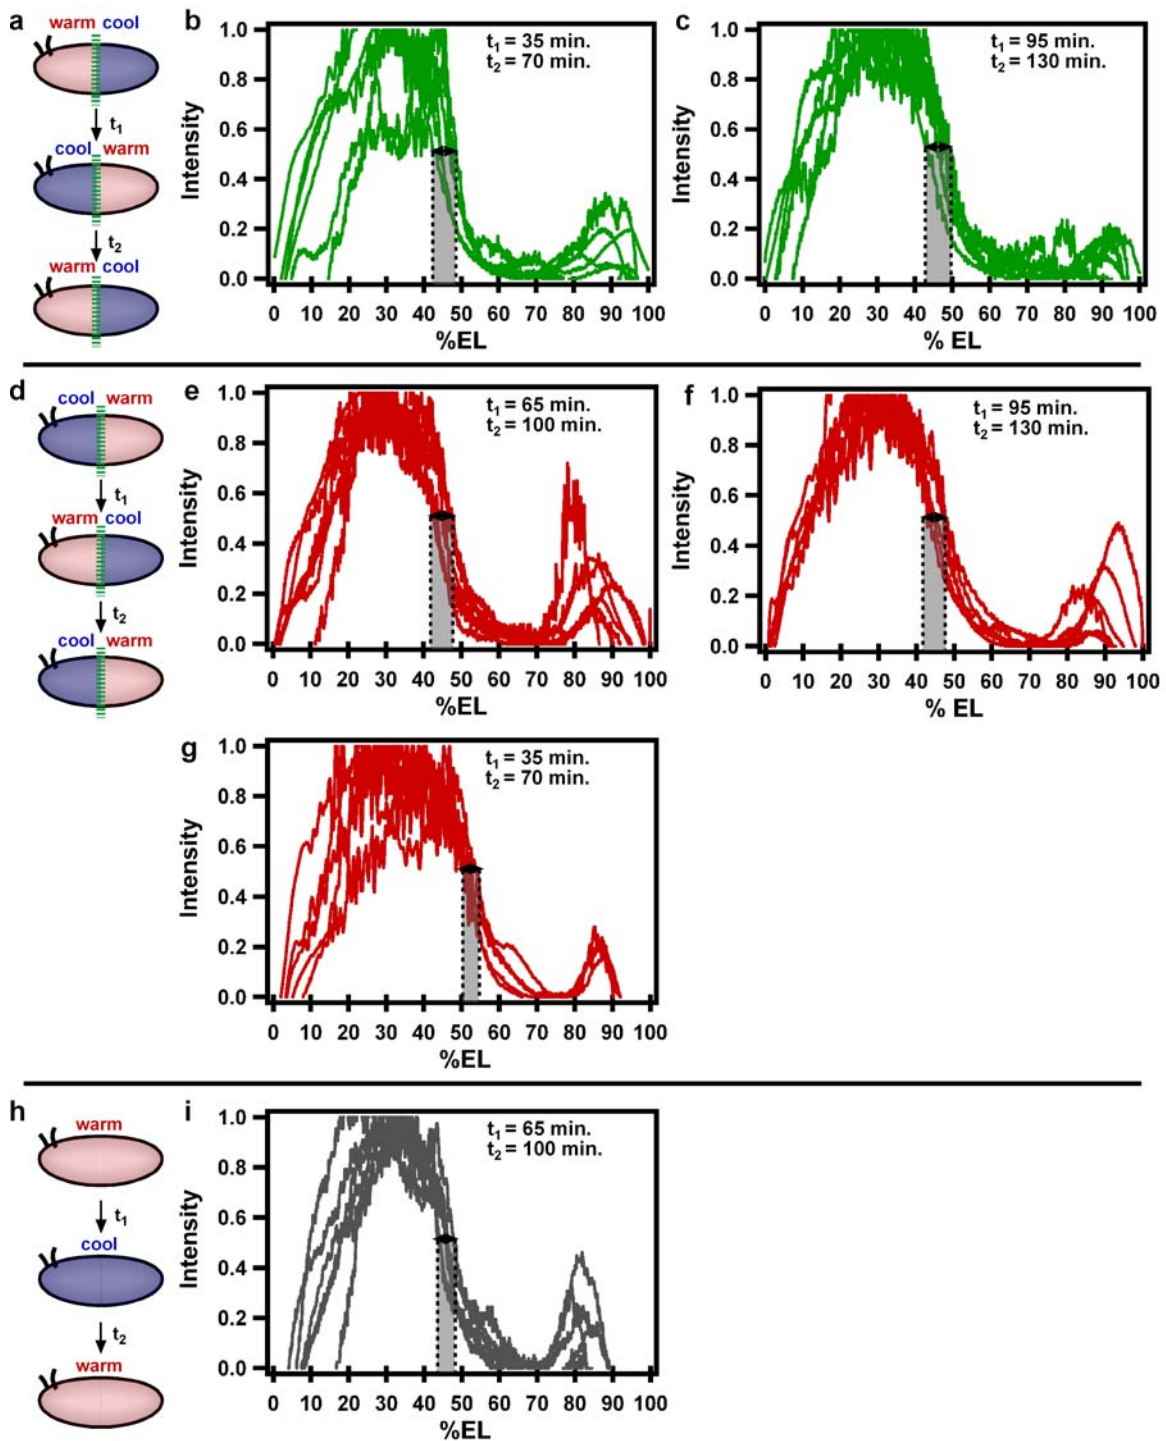 a
warm cool
t1
cool warm
t2
warm cool
b
1.0
0.8
0.6
0.4
0.2
0.0
Intensity
t1 = 35 min.
t2 = 70 min.
0 10 20 30 40 50 60 70 80 90 100
%EL
c
1.0
0.8
0.6
0.4
0.2
0.0
Intensity
t1 = 95 min.
t2 = 130 min.
0 10 20 30 40 50 60 70 80 90 100
% EL
d
cool warm
t1
warm cool
t2
cool warm
e
1.0
0.8
0.6
0.4
0.2
0.0
Intensity
t1 = 65 min.
t2 = 100 min.
0 10 20 30 40 50 60 70 80 90 100
%EL
f
1.0
0.8
0.6
0.4
0.2
0.0
Intensity
t1 = 95 min.
t2 = 130 min.
0 10 20 30 40 50 60 70 80 90 100
% EL
g
1.0
0.8
0.6
0.4
0.2
0.0
Intensity
t1 = 35 min.
t2 = 70 min.
0 10 20 30 40 50 60 70 80 90 100
%EL
h
warm
t1
cool
t2
warm
i
1.0
0.8
0.6
0.4
0.2
0.0
Intensity
t1 = 65 min.
t2 = 100 min.
0 10 20 30 40 50 60 70 80 90 100
%EL